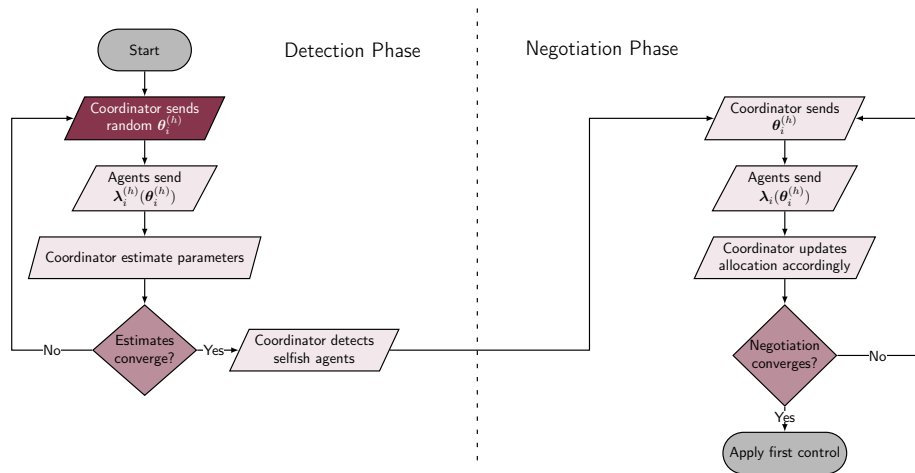 Detection Phase
Start
Coordinator sends
random θ_i^(h)
Agents send
λ_i^(h)(θ_i^(h))
Coordinator estimate parameters
Estimates
converge?
No
Yes
Coordinator detects
selfish agents
Negotiation Phase
Coordinator sends
θ_i^(h)
Agents send
λ_i(θ_i^(h))
Coordinator updates
allocation accordingly
Negotiation
converges?
No
Yes
Apply first control